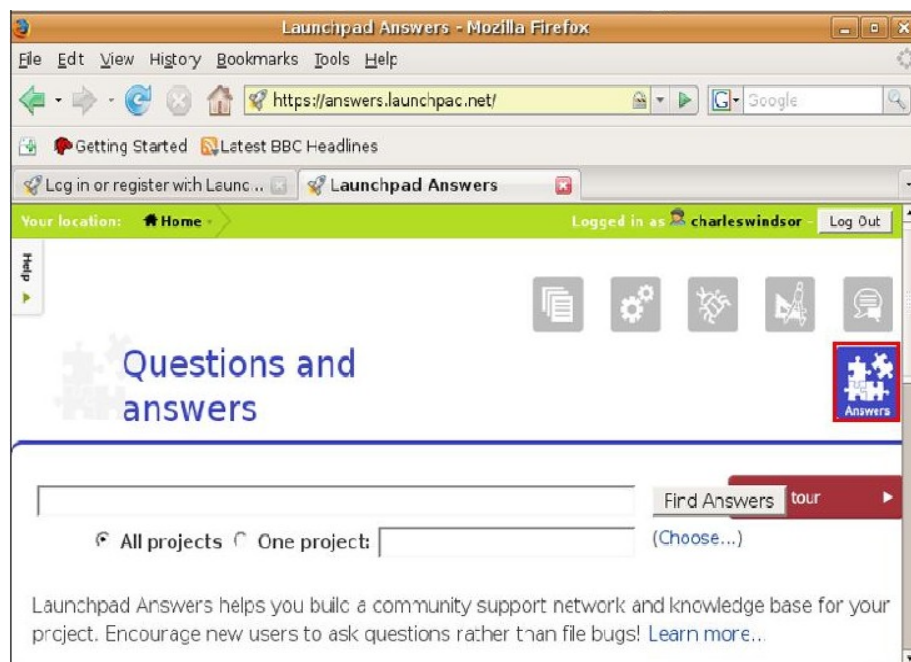 Launchpad Answers - Mozilla Firefox
File Edt View History Bookmarks Tools Help
https://answers.launchpac.net/ G Google
Getting Started Latest BBC Headlines
Log in or register with Launc... Launchpad Answers
Your location: Home Logged in as charleswindsor - Log Out
Help
Questions and
answers
Answers
Find Answers tour
All projects One project: (Choose...)
Launchpad Answers helps you build a community support network and knowledge base for your
project. Encourage new users to ask questions rather than file bugs! Learn more...